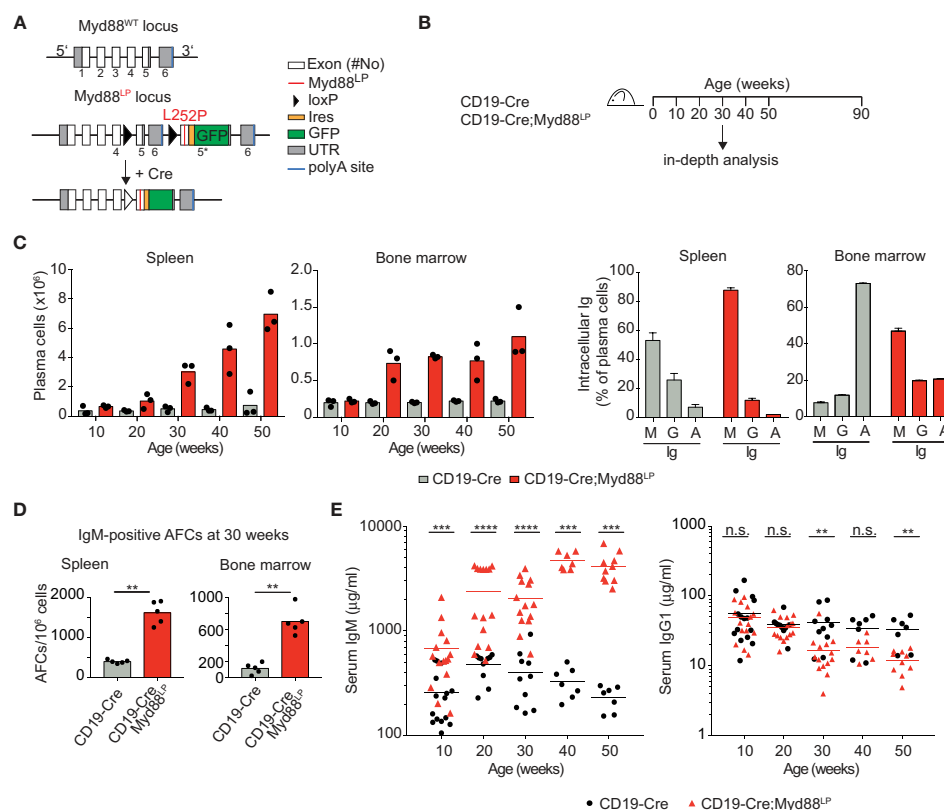 A
Myd88WT locus
5' 3'
1 2 3 4 5 6
Myd88LP locus
L252P
GFP
4 5 6 5* 6
+ Cre
Exon (#No)
Myd88LP
loxP
Ires
GFP
UTR
polyA site
B
CD19-Cre
CD19-Cre;Myd88LP
Age (weeks)
0 10 20 30 40 50 90
in-depth analysis
C
Spleen
Plasma cells (x10⁶)
10
8
6
4
2
0
10 20 30 40 50
Age (weeks)
Bone marrow
2.0
1.5
1.0
0.5
0.0
10 20 30 40 50
Age (weeks)
Spleen
Intracellular Ig
(% of plasma cells)
100
80
60
40
20
0
M G A M G A
Ig Ig
Bone marrow
80
60
40
20
0
M G A M G A
Ig Ig
CD19-Cre CD19-Cre;Myd88LP
D
IgM-positive AFCs at 30 weeks
Spleen
AFCs/10⁶ cells
2000
1000
0
**
CD19-Cre
CD19-Cre
Myd88LP
Bone marrow
1000
800
600
400
200
0
**
CD19-Cre
CD19-Cre
Myd88LP
E
Serum IgM (µg/ml)
10000
1000
100
*** **** **** *** ***
10 20 30 40 50
Age (weeks)
Serum IgG1 (µg/ml)
1000
100
10
1
n.s. n.s. ** n.s. **
10 20 30 40 50
Age (weeks)
CD19-Cre CD19-Cre;Myd88LP